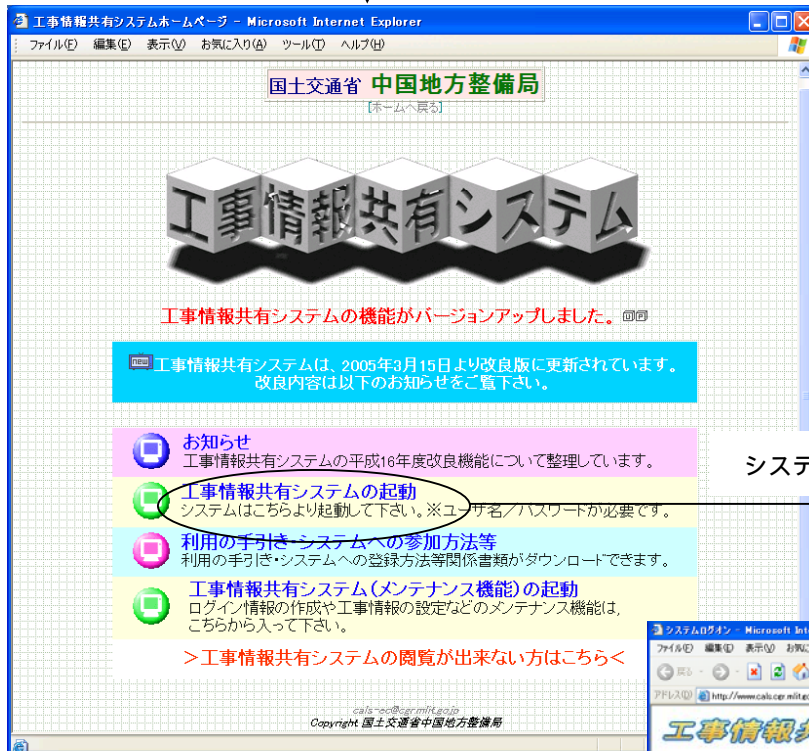 工事情報共有システムホームページ - Microsoft Internet Explorer
ファイル(F) 編集(E) 表示(V) お気に入り(A) ツール(T) ヘルプ(H)
国土交通省 中国地方整備局
[ホームへ戻る]
工事情報共有システム
工事情報共有システムの機能がバージョンアップしました。
new 工事情報共有システムは、2005年3月15日より改良版に更新されています。
改良内容は以下のお知らせをご覧下さい。
お知らせ
工事情報共有システムの平成16年度改良機能について整理しています。
システ
工事情報共有システムの起動
システムはこちらより起動して下さい。※ユーザ名／パスワードが必要です。
利用の手引き・システムへの参加方法等
利用の手引き・システムへの登録方法等関係書類がダウンロードできます。
工事情報共有システム(メンテナンス機能)の起動
ログイン情報の作成や工事情報の設定などのメンテナンス機能は、
こちらから入って下さい。
>工事情報共有システムの閲覧が出来ない方はこちら<
cals-ec@cgr.mlit.go.jp
Copyright 国土交通省中国地方整備局
システムログオン - Microsoft Int
ファイル(F) 編集(E) 表示(V) お気に
戻る
アドレス(D) http://www.cals.cgr.mlit.go
工事情報共